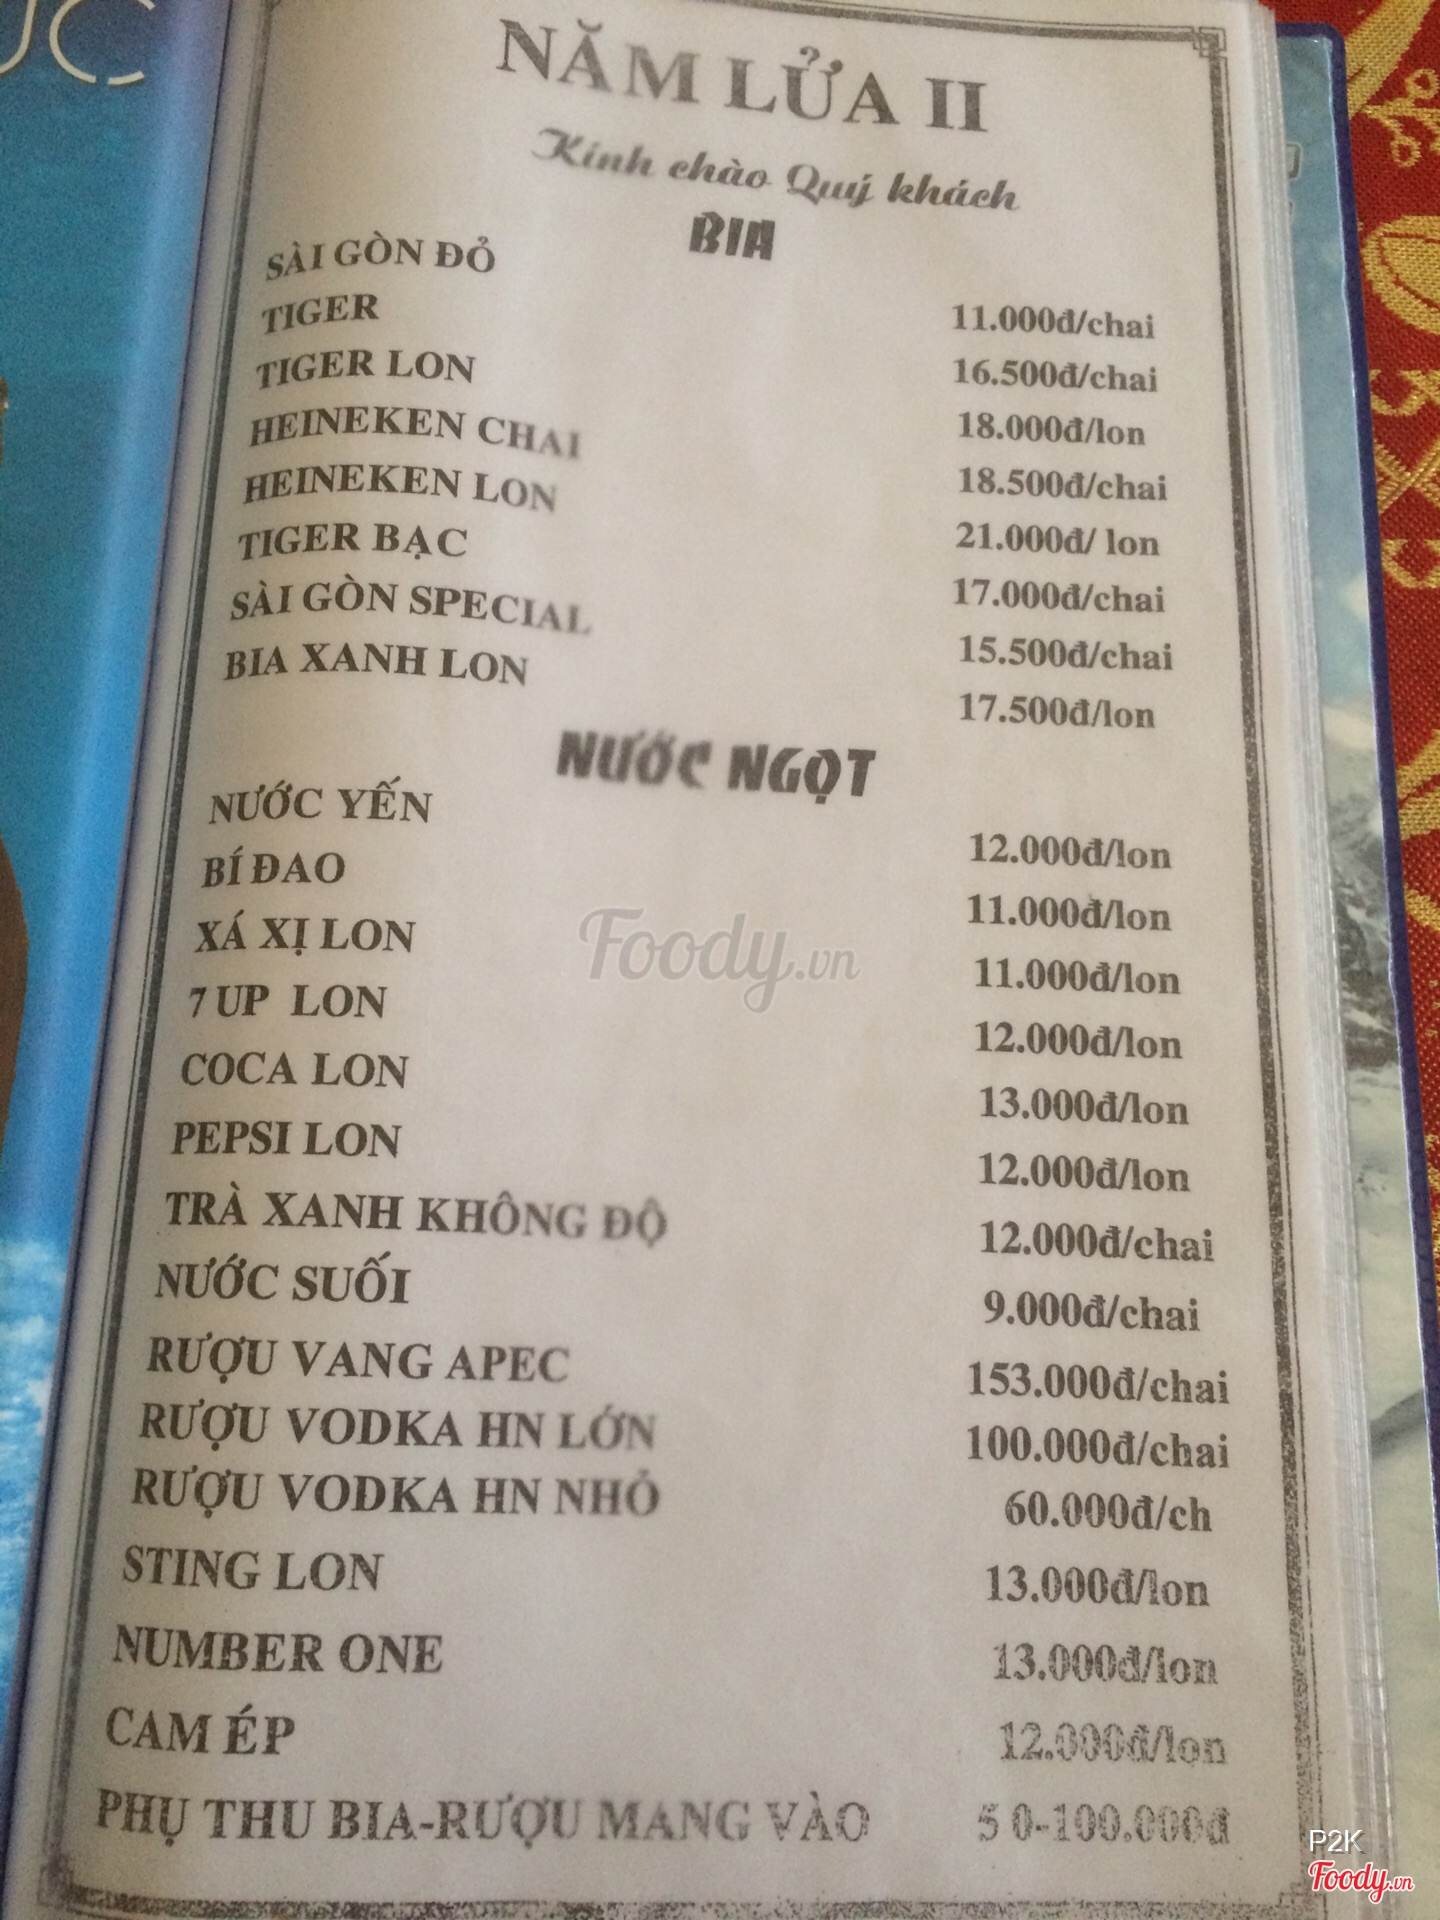 NĂM LỬA II
Kính chào Quý khách
BIA
SÀI GÒN ĐỎ 11.000đ/chai
TIGER 16.500đ/chai
TIGER LON 18.000đ/lon
HEINEKEN CHAI 18.500đ/chai
HEINEKEN LON 21.000đ/ lon
TIGER BẠC 17.000đ/chai
SÀI GÒN SPECIAL 15.500đ/chai
BIA XANH LON 17.500đ/lon
NƯỚC NGỌT
NƯỚC YẾN 12.000đ/lon
BÍ ĐAO 11.000đ/lon
XÁ XỊ LON 11.000đ/lon
7 UP LON 12.000đ/lon
COCA LON 13.000đ/lon
PEPSI LON 12.000đ/lon
TRÀ XANH KHÔNG ĐỘ 12.000đ/chai
NƯỚC SUỐI 9.000đ/chai
RƯỢU VANG APEC 153.000đ/chai
RƯỢU VODKA HN LỚN 100.000đ/chai
RƯỢU VODKA HN NHỎ 60.000đ/ch
STING LON 13.000đ/lon
NUMBER ONE 13.000đ/lon
CAM ÉP 12.000đ/lon
PHỤ THU BIA-RƯỢU MANG VÀO 5 0-100.000đ
Foody.vn
P2K
Foody.vn